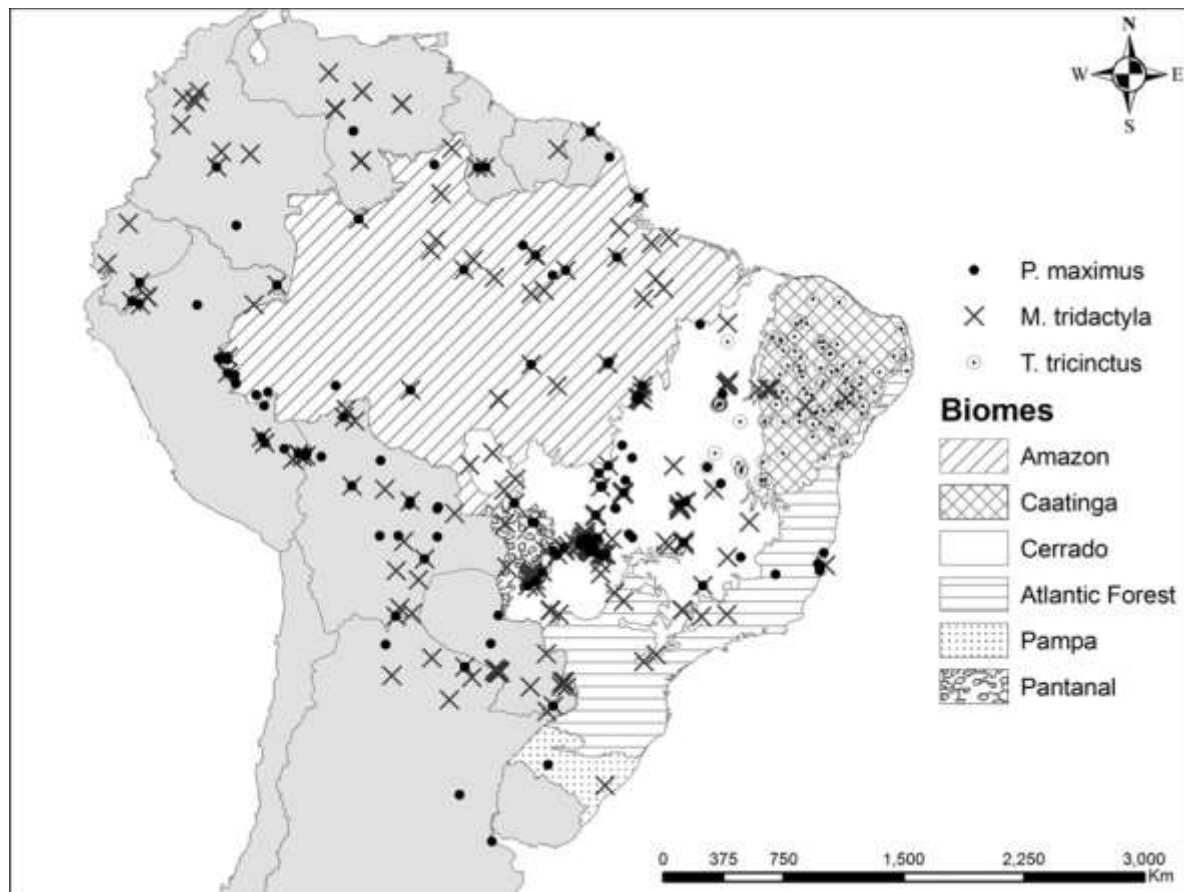 N
W E
S
P. maximus
M. tridactyla
T. tricinctus
Biomes
Amazon
Caatinga
Cerrado
Atlantic Forest
Pampa
Pantanal
0 375 750 1,500 2,250 3,000
Km